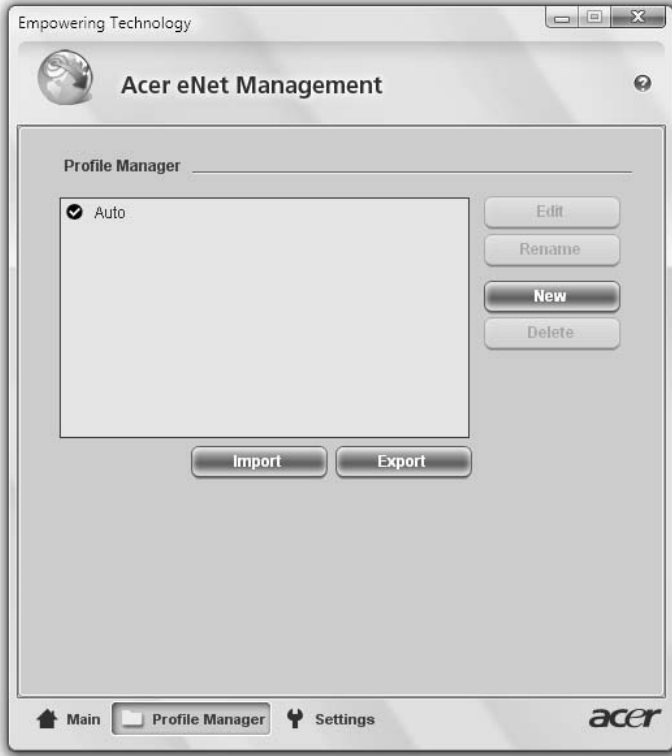 Empowering Technology
Acer eNet Management
Profile Manager
Auto
Edit
Rename
New
Delete
Import
Export
Main
Profile Manager
Settings
acer